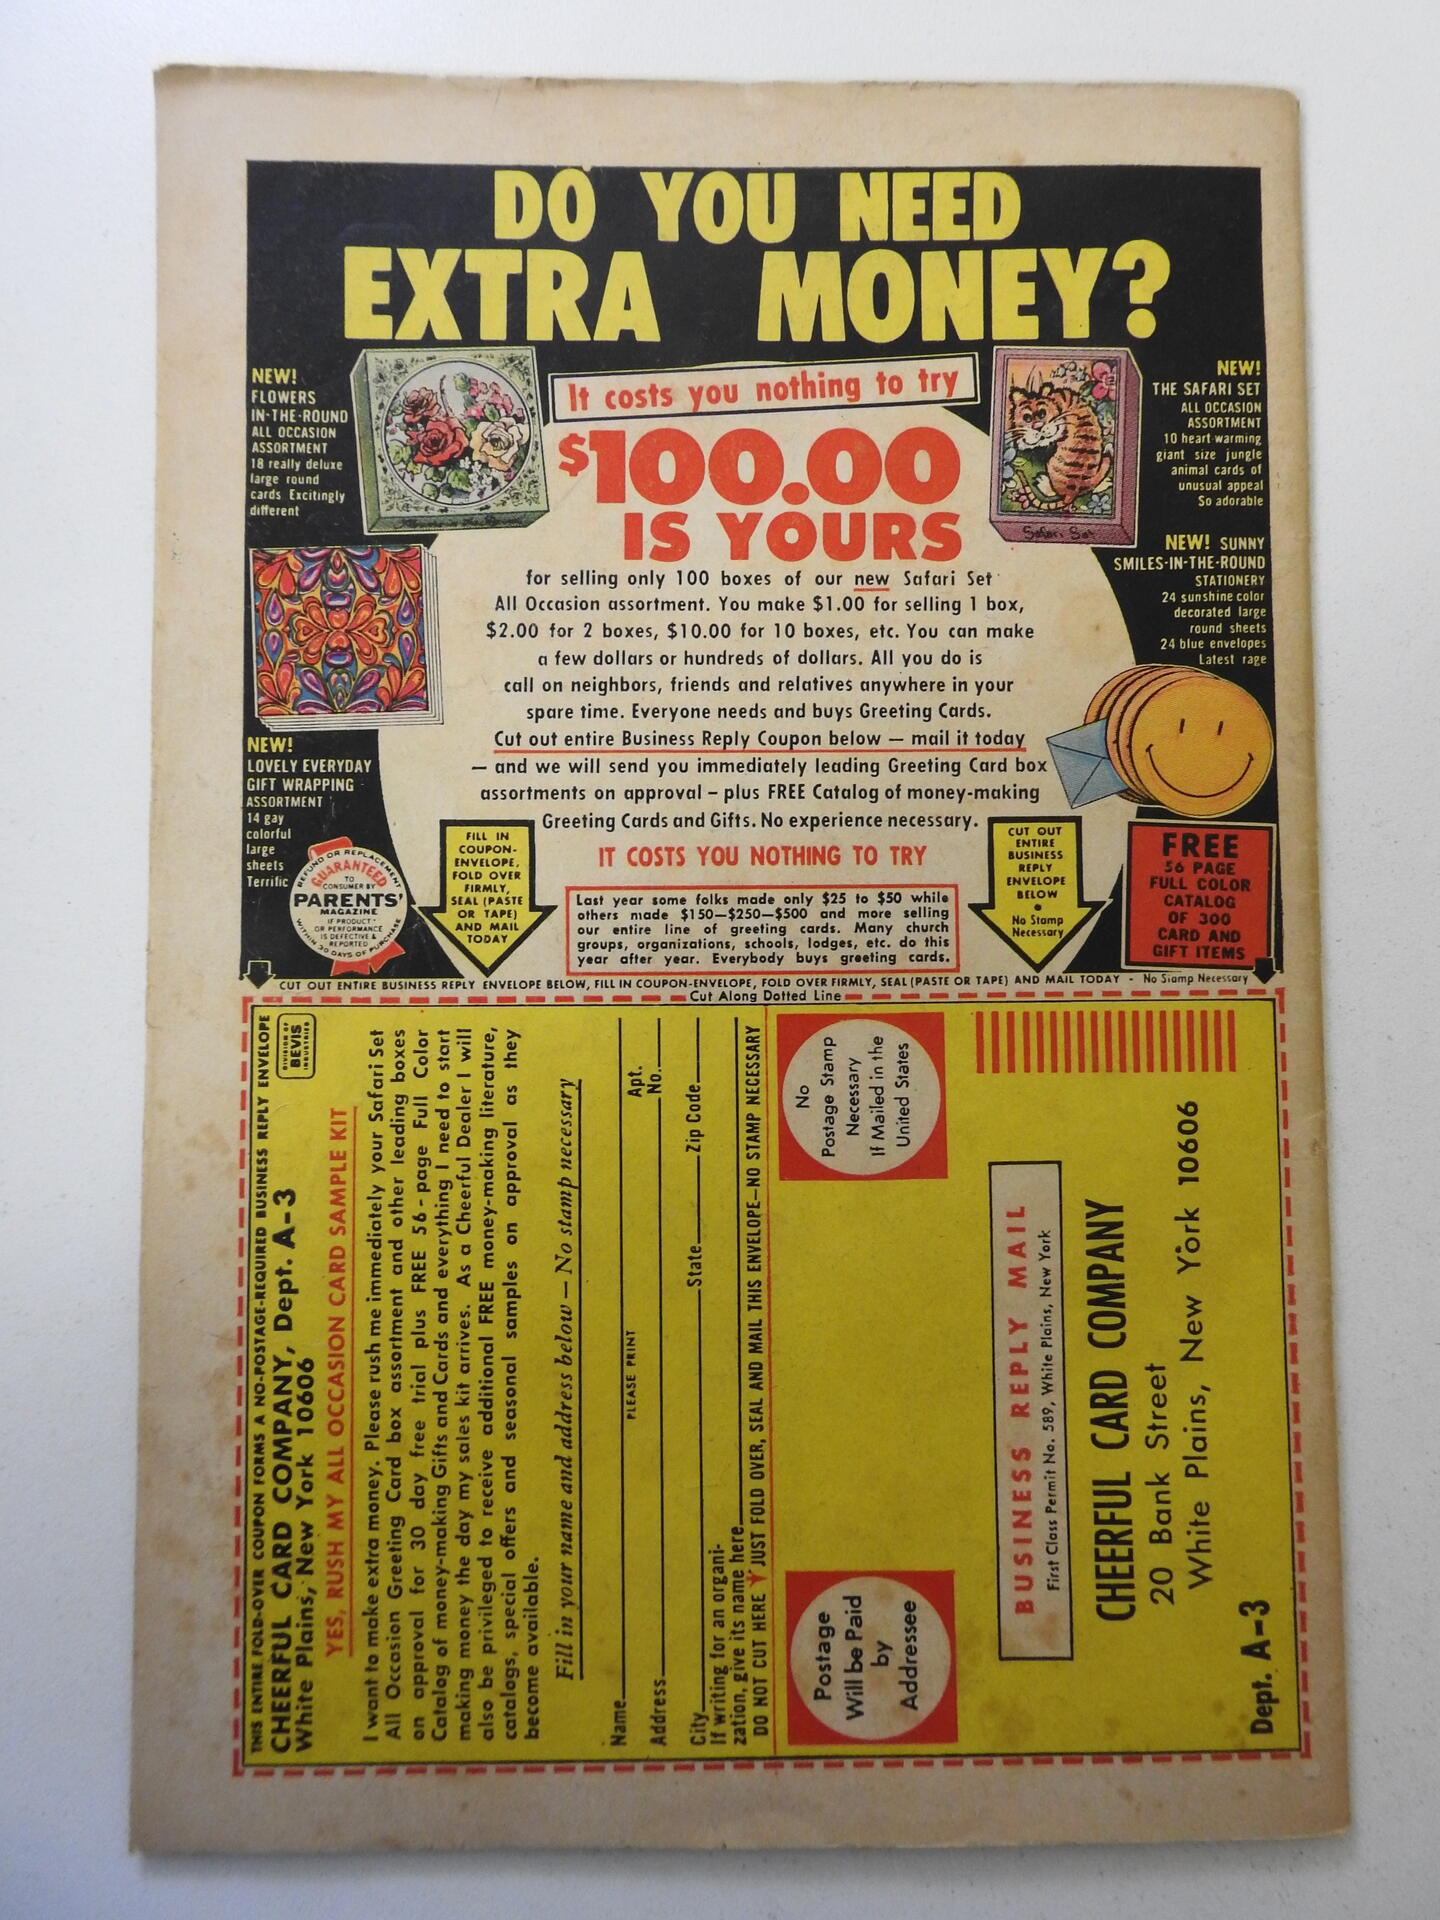 DO YOU NEED
EXTRA MONEY?
It costs you nothing to try
$100.00
IS YOURS
for selling only 100 boxes of our new Safari Set
All Occasion assortment. You make $1.00 for selling 1 box,
$2.00 for 2 boxes, $10.00 for 10 boxes, etc. You can make
a few dollars or hundreds of dollars. All you do is
call on neighbors, friends and relatives anywhere in your
spare time. Everyone needs and buys Greeting Cards.
Cut out entire Business Reply Coupon below — mail it today
— and we will send you immediately leading Greeting Card box
assortments on approval – plus FREE Catalog of money-making
Greeting Cards and Gifts. No experience necessary.
IT COSTS YOU NOTHING TO TRY
Last year some folks made only $25 to $50 while
others made $150—$250—$500 and more selling
our entire line of greeting cards. Many church
groups, organizations, schools, lodges, etc. do this
year after year. Everybody buys greeting cards.
NEW!
FLOWERS
IN-THE-ROUND
ALL OCCASION
ASSORTMENT
18 really deluxe
large round
cards Excitingly
different
NEW!
LOVELY EVERYDAY
GIFT WRAPPING
ASSORTMENT
14 gay
colorful
large
sheets
Terrific
REFUND OR REPLACEMENT
GUARANTEED
TO
CONSUMER BY
PARENTS'
MAGAZINE
IF PRODUCT
OR PERFORMANCE
IS DEFECTIVE &
REPORTED
WITHIN 30 DAYS OF PURCHASE
FILL IN
COUPON-
ENVELOPE,
FOLD OVER
FIRMLY,
SEAL (PASTE
OR TAPE)
AND MAIL
TODAY
Safari Set
NEW!
THE SAFARI SET
ALL OCCASION
ASSORTMENT
10 heart warming
giant size jungle
animal cards of
unusual appeal
So adorable
NEW! SUNNY
SMILES-IN-THE-ROUND
STATIONERY
24 sunshine color
decorated large
round sheets
24 blue envelopes
Latest rage
CUT OUT
ENTIRE
BUSINESS
REPLY
ENVELOPE
BELOW
•
No Stamp
Necessary
FREE
56 PAGE
FULL COLOR
CATALOG
OF 300
CARD AND
GIFT ITEMS
CUT OUT ENTIRE BUSINESS REPLY ENVELOPE BELOW, FILL IN COUPON-ENVELOPE, FOLD OVER FIRMLY, SEAL (PASTE OR TAPE) AND MAIL TODAY - No Stamp Necessary
Cut Along Dotted Line
THIS ENTIRE FOLD-OVER COUPON FORMS A NO-POSTAGE-REQUIRED BUSINESS REPLY ENVELOPE
CHEERFUL CARD COMPANY, Dept. A-3
White Plains, New York 10606
DIVISION OF
BEVIS
INDUSTRIES
YES, RUSH MY ALL OCCASION CARD SAMPLE KIT
I want to make extra money. Please rush me immediately your Safari Set
All Occasion Greeting Card box assortment and other leading boxes
on approval for 30 day free trial plus FREE 56-page Full Color
Catalog of money-making Gifts and Cards and everything I need to start
making money the day my sales kit arrives. As a Cheerful Dealer I will
also be privileged to receive additional FREE money-making literature,
catalogs, special offers and seasonal samples on approval as they
become available.
Fill in your name and address below — No stamp necessary
Name
PLEASE PRINT
Apt.
Address No.
City State Zip Code
If writing for an organi-
zation, give its name here
DO NOT CUT HERE JUST FOLD OVER, SEAL AND MAIL THIS ENVELOPE—NO STAMP NECESSARY
Postage
Will be Paid
by
Addressee
No
Postage Stamp
Necessary
If Mailed in the
United States
BUSINESS REPLY MAIL
First Class Permit No. 589, White Plains, New York
CHEERFUL CARD COMPANY
20 Bank Street
White Plains, New York 10606
Dept. A-3